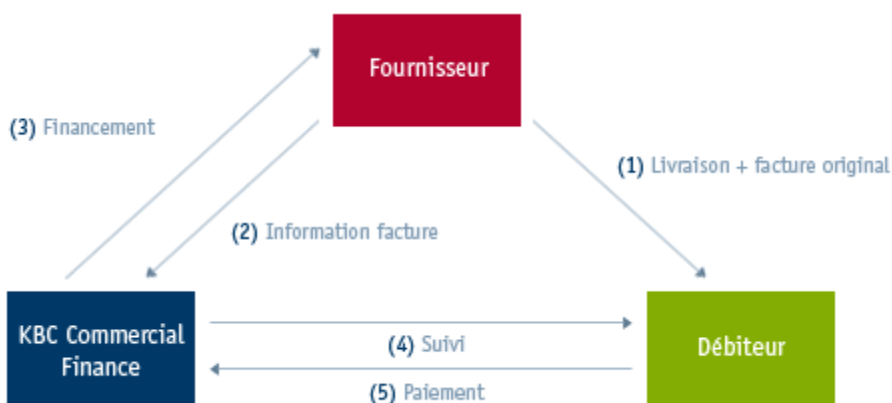 Fournisseur
(3) Financement
(1) Livraison + facture original
(2) Information facture
KBC Commercial
Finance
(4) Suivi
Débiteur
(5) Paiement